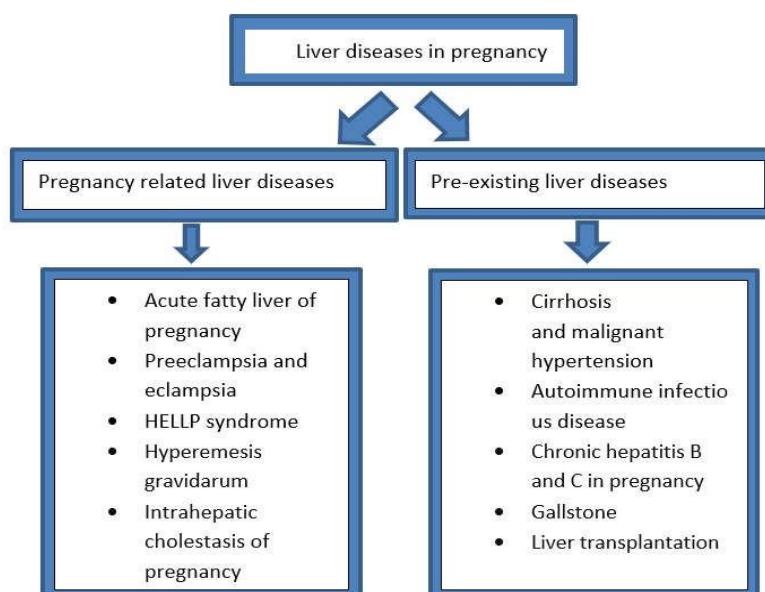 Liver diseases in pregnancy
Pregnancy related liver diseases
Pre-existing liver diseases
• Acute fatty liver of
pregnancy
• Preeclampsia and
eclampsia
• HELLP syndrome
• Hyperemesis
gravidarum
• Intrahepatic
cholestasis of
pregnancy
• Cirrhosis
and malignant
hypertension
• Autoimmune infectio
us disease
• Chronic hepatitis B
and C in pregnancy
• Gallstone
• Liver transplantation